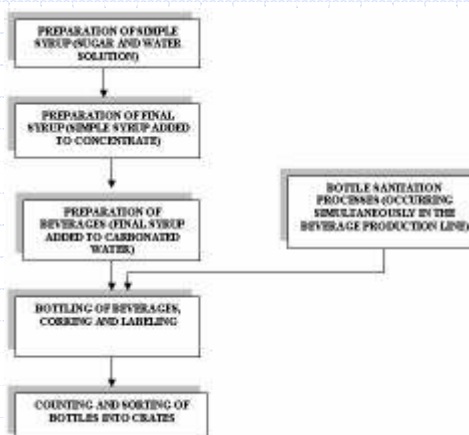 PREPARATION OF SIMPLE
SYRUP (SUGAR AND WATER
SOLUTION)
PREPARATION OF FINAL
SYRUP (SIMPLE SYRUP ADDED
TO CONCENTRATE)
PREPARATION OF
BEVERAGES (FINAL SYRUP
ADDED TO CARBONATED
WATER)
BOTTLE SANITATION
PROCESSES (OCCURRING
SIMULTANEOUSLY IN THE
BEVERAGE PRODUCTION LINE)
BOTTLING OF BEVERAGES,
CORKING AND LABELING
COUNTING AND SORTING OF
BOTTLES INTO CRATES